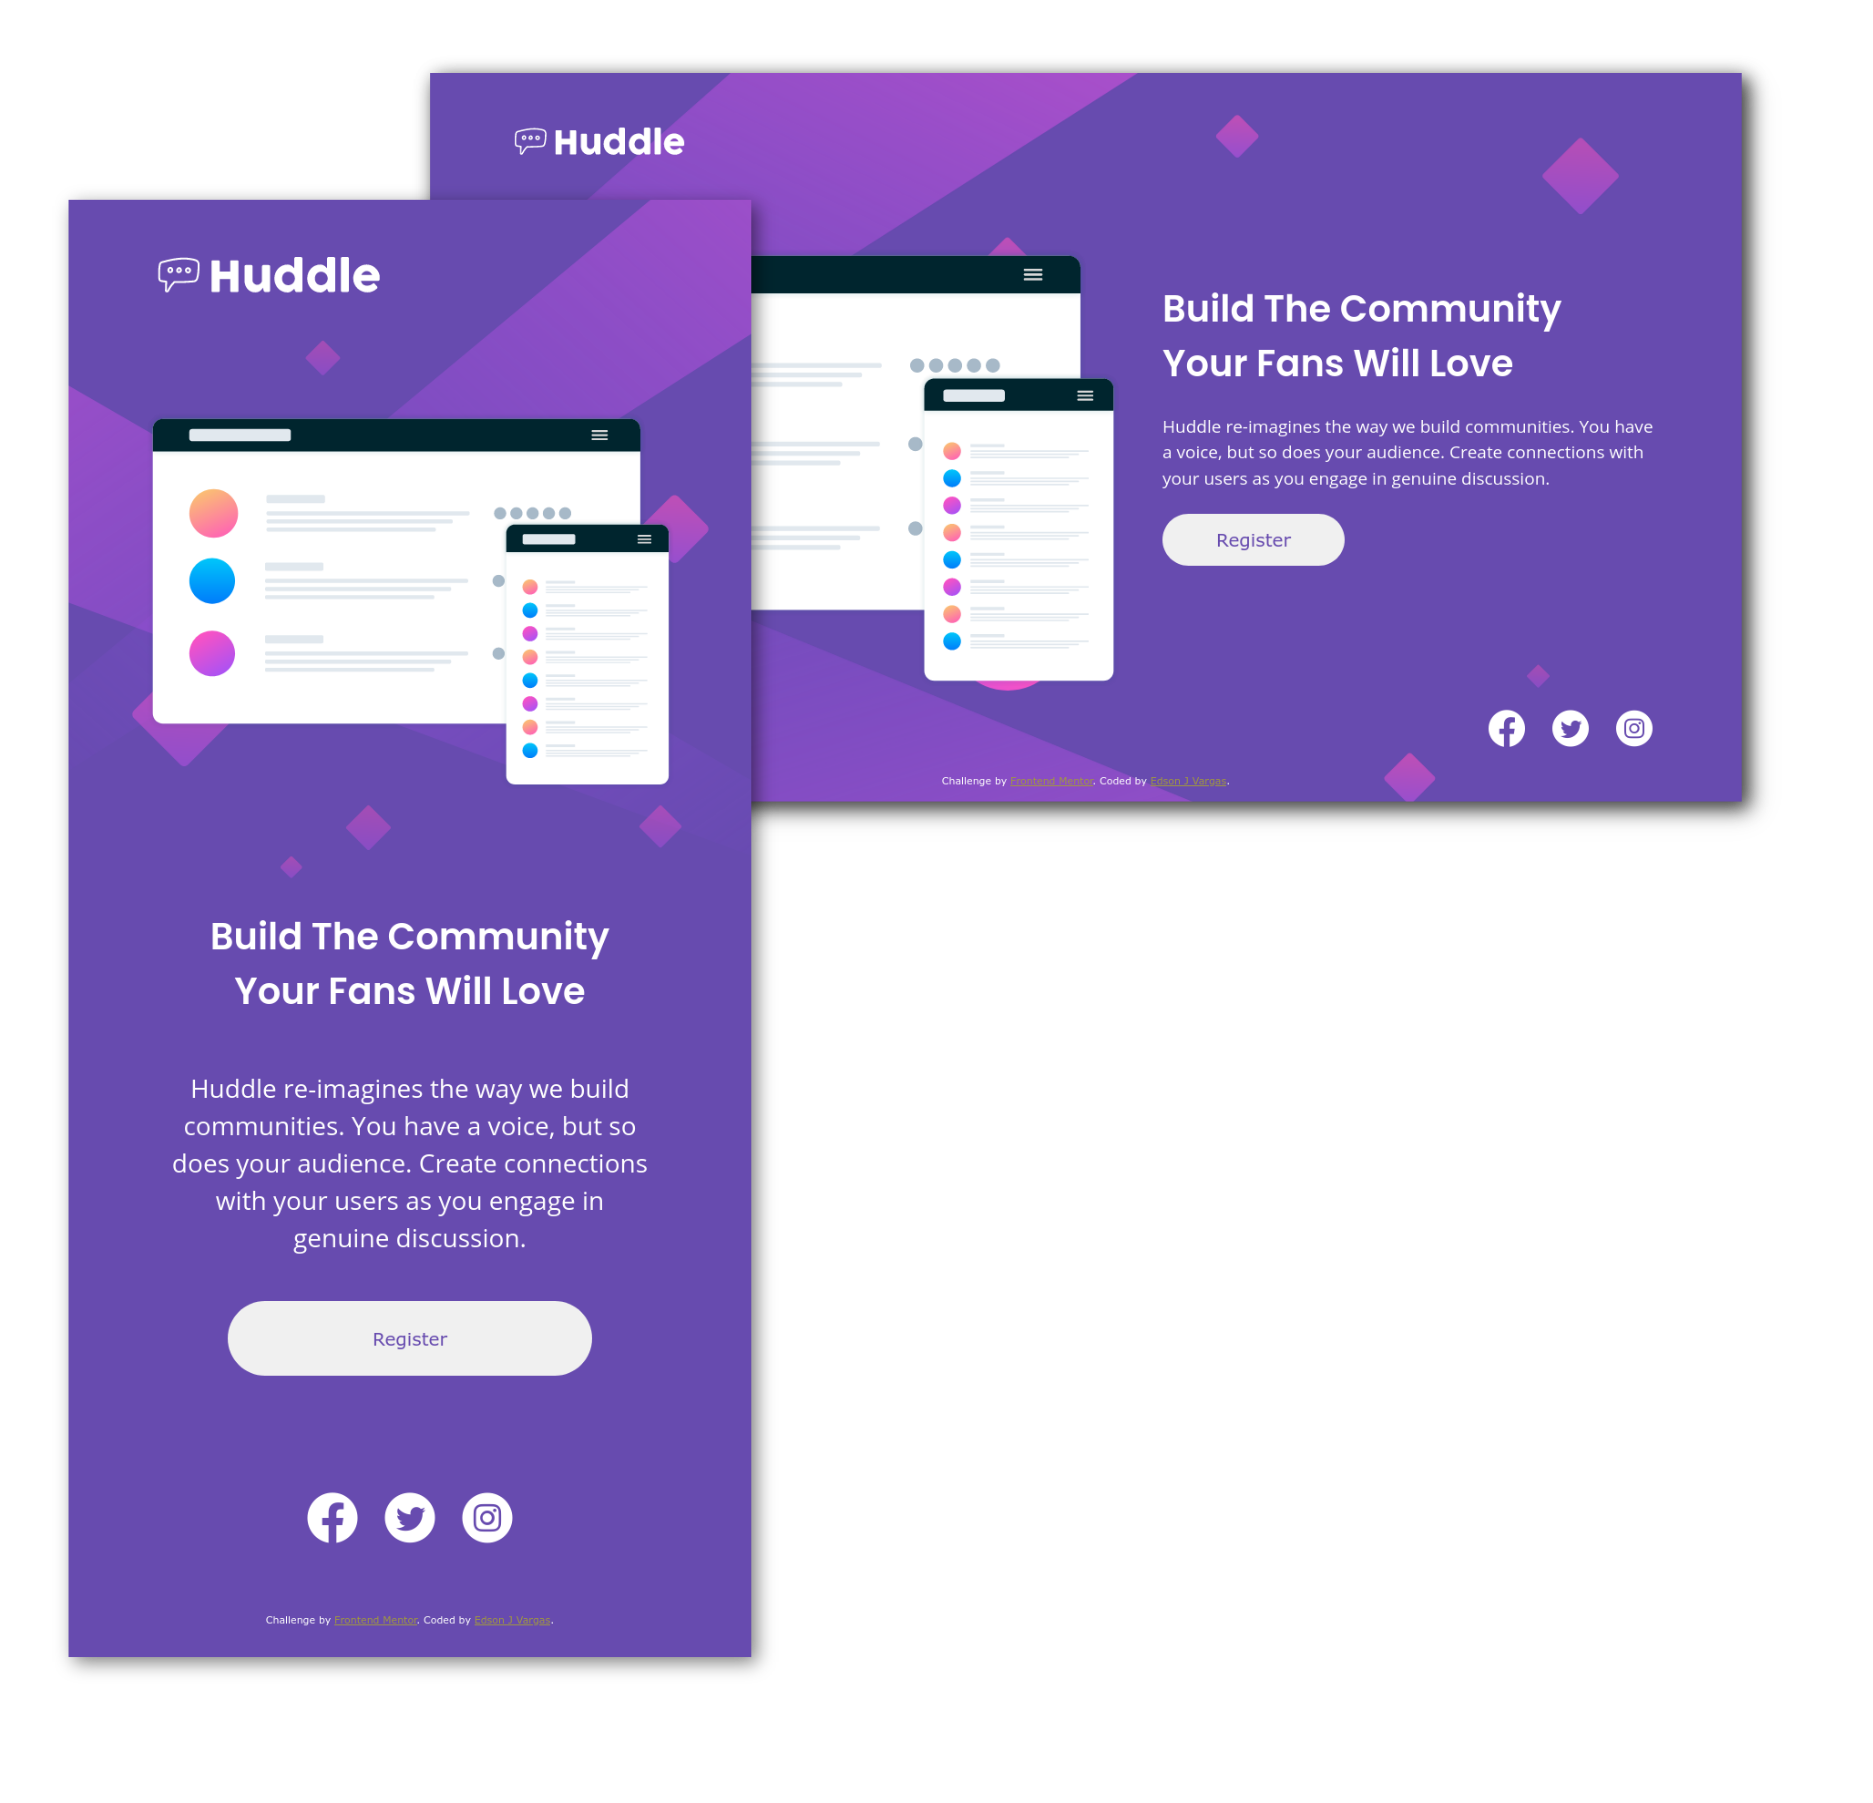 Huddle
Build The Community
Your Fans Will Love
Huddle re-imagines the way we build communities. You have
a voice, but so does your audience. Create connections with
your users as you engage in genuine discussion.
Register
Challenge by Frontend Mentor. Coded by Edson J Vargas.
Huddle
Build The Community
Your Fans Will Love
Huddle re-imagines the way we build
communities. You have a voice, but so
does your audience. Create connections
with your users as you engage in
genuine discussion.
Register
Challenge by Frontend Mentor. Coded by Edson J Vargas.